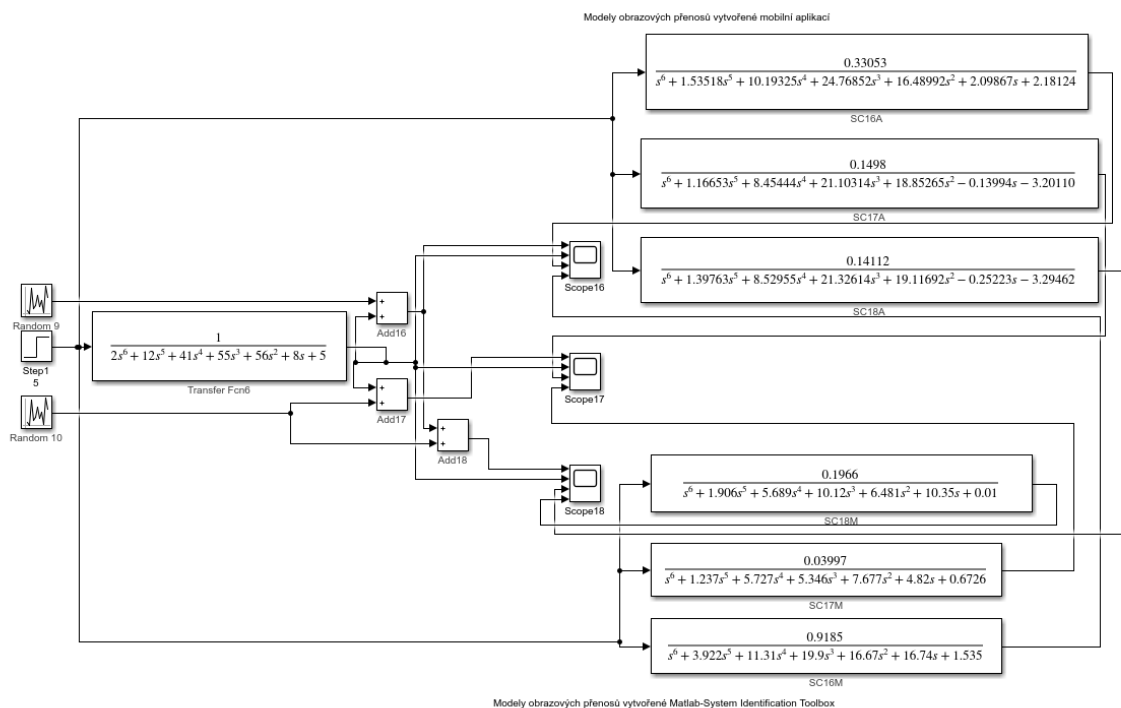 Modely obrazových přenosů vytvořené mobilní aplikací
0.33053
s^6 + 1.53518s^5 + 10.19325s^4 + 24.76852s^3 + 16.48992s^2 + 2.09867s + 2.18124
SC16A
0.1498
s^6 + 1.16653s^5 + 8.45444s^4 + 21.10314s^3 + 18.85265s^2 − 0.13994s − 3.20110
SC17A
0.14112
s^6 + 1.39763s^5 + 8.52955s^4 + 21.32614s^3 + 19.11692s^2 − 0.25223s − 3.29462
SC18A
Scope16
Random 9
+
+
Add16
Step1
5
1
2s^6 + 12s^5 + 41s^4 + 55s^3 + 56s^2 + 8s + 5
Transfer Fcn6
+
+
Add17
Scope17
Random 10
+
+
Add18
Scope18
0.1966
s^6 + 1.906s^5 + 5.689s^4 + 10.12s^3 + 6.481s^2 + 10.35s + 0.01
SC18M
0.03997
s^6 + 1.237s^5 + 5.727s^4 + 5.346s^3 + 7.677s^2 + 4.82s + 0.6726
SC17M
0.9185
s^6 + 3.922s^5 + 11.31s^4 + 19.9s^3 + 16.67s^2 + 16.74s + 1.535
SC16M
Modely obrazových přenosů vytvořené Matlab-System Identification Toolbox